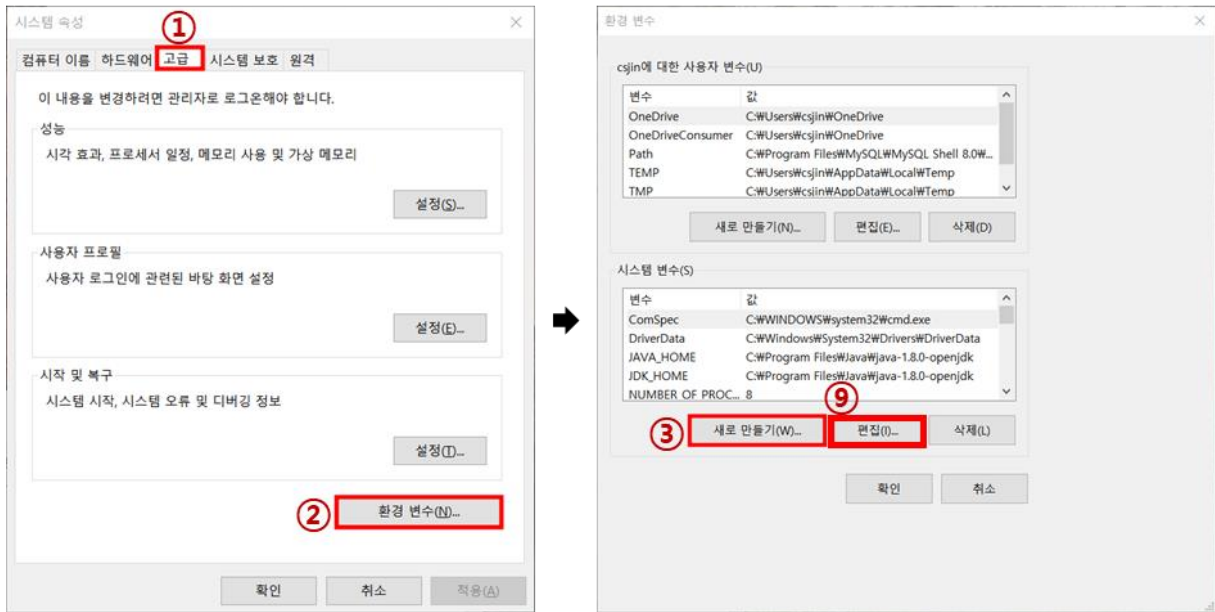 시스템 속성
①
컴퓨터 이름 하드웨어 고급 시스템 보호 원격
이 내용을 변경하려면 관리자로 로그온해야 합니다.
성능
시각 효과, 프로세서 일정, 메모리 사용 및 가상 메모리
설정(S)...
사용자 프로필
사용자 로그인에 관련된 바탕 화면 설정
설정(E)...
시작 및 복구
시스템 시작, 시스템 오류 및 디버깅 정보
설정(T)...
② 환경 변수(N)...
확인 취소 적용(A)
환경 변수
csjin에 대한 사용자 변수(U)
변수 값
OneDrive C:₩Users₩csjin₩OneDrive
OneDriveConsumer C:₩Users₩csjin₩OneDrive
Path C:₩Program Files₩MySQL₩MySQL Shell 8.0₩...
TEMP C:₩Users₩csjin₩AppData₩Local₩Temp
TMP C:₩Users₩csjin₩AppData₩Local₩Temp
새로 만들기(N)... 편집(E)... 삭제(D)
시스템 변수(S)
변수 값
ComSpec C:₩WINDOWS₩system32₩cmd.exe
DriverData C:₩Windows₩System32₩Drivers₩DriverData
JAVA_HOME C:₩Program Files₩Java₩java-1.8.0-openjdk
JDK_HOME C:₩Program Files₩Java₩java-1.8.0-openjdk
NUMBER OF PROC... 8
⑨
③ 새로 만들기(W)... 편집(I)... 삭제(L)
확인 취소